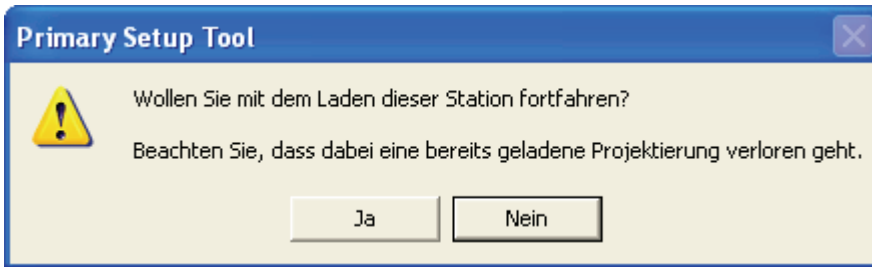 Primary Setup Tool
Wollen Sie mit dem Laden dieser Station fortfahren?
Beachten Sie, dass dabei eine bereits geladene Projektierung verloren geht.
Ja Nein